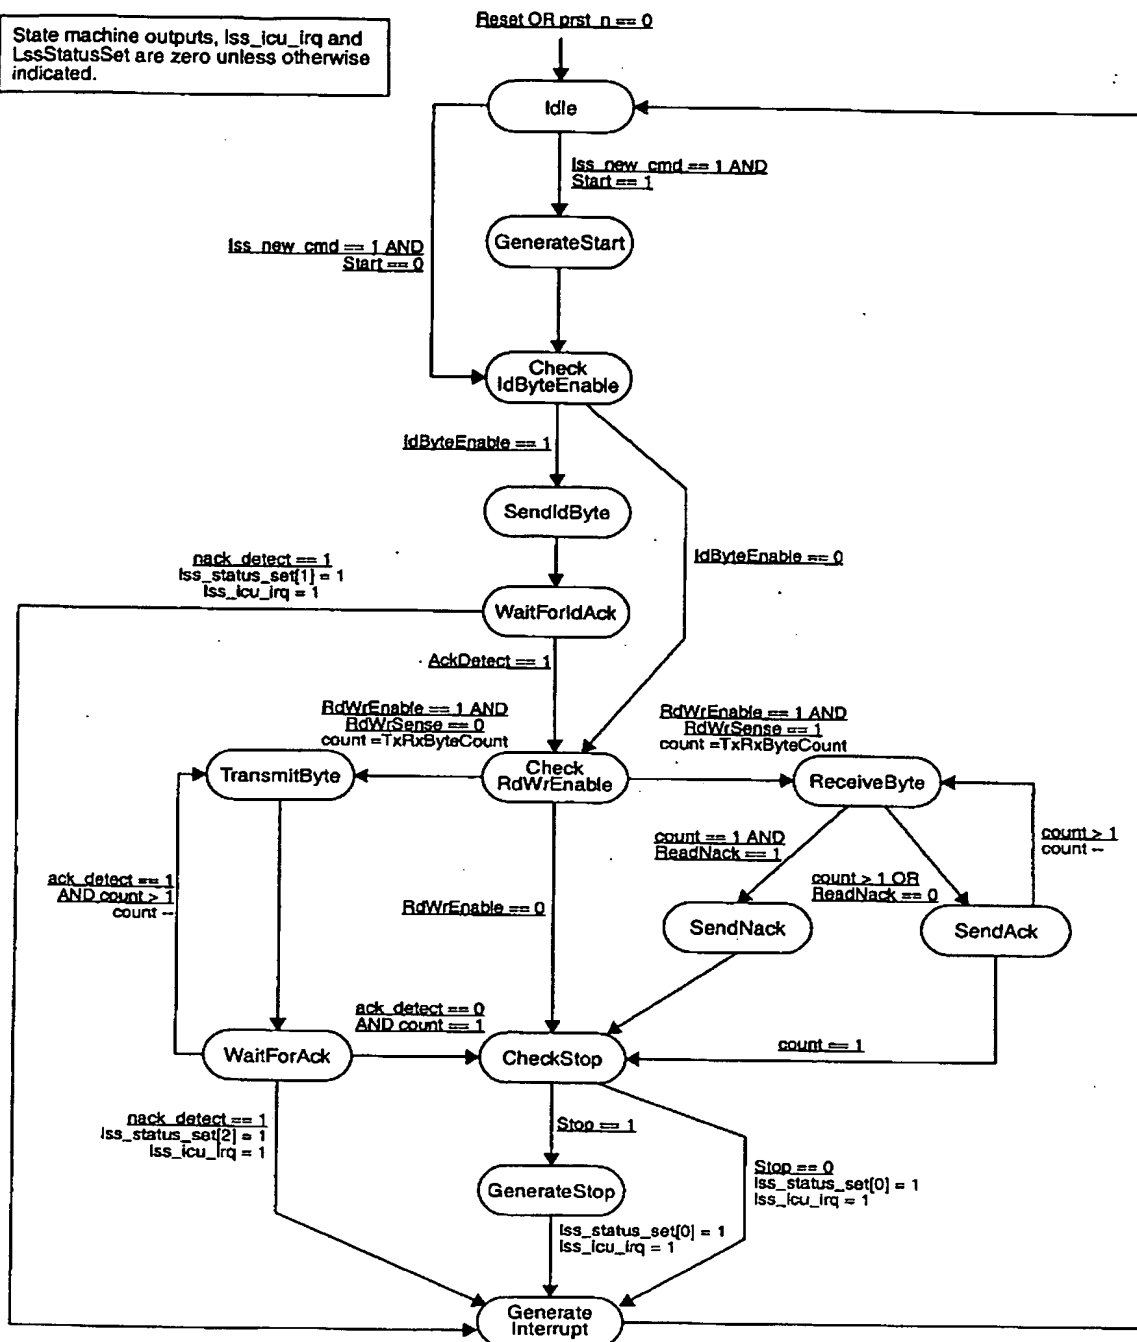 Reset OR prst_n == 0
State machine outputs, lss_icu_irq and
LssStatusSet are zero unless otherwise
indicated.
Idle
lss_new_cmd == 1 AND
Start == 1
GenerateStart
lss_new_cmd == 1 AND
Start == 0
Check
IdByteEnable
IdByteEnable == 1
SendIdByte
IdByteEnable == 0
nack_detect == 1
lss_status_set[1] = 1
lss_icu_irq = 1
WaitForIdAck
AckDetect == 1
RdWrEnable == 1 AND
RdWrSense == 0
count =TxRxByteCount
RdWrEnable == 1 AND
RdWrSense == 1
count =TxRxByteCount
TransmitByte
Check
RdWrEnable
ReceiveByte
count == 1 AND
ReadNack == 1
count > 1
count --
ack_detect == 1
AND count > 1
count --
count > 1 OR
ReadNack == 0
RdWrEnable == 0
SendNack
SendAck
ack_detect == 0
AND count == 1
WaitForAck
CheckStop
count == 1
nack_detect == 1
lss_status_set[2] = 1
lss_icu_irq = 1
Stop == 1
Stop == 0
lss_status_set[0] = 1
lss_icu_irq = 1
GenerateStop
lss_status_set[0] = 1
lss_icu_irq = 1
Generate
Interrupt